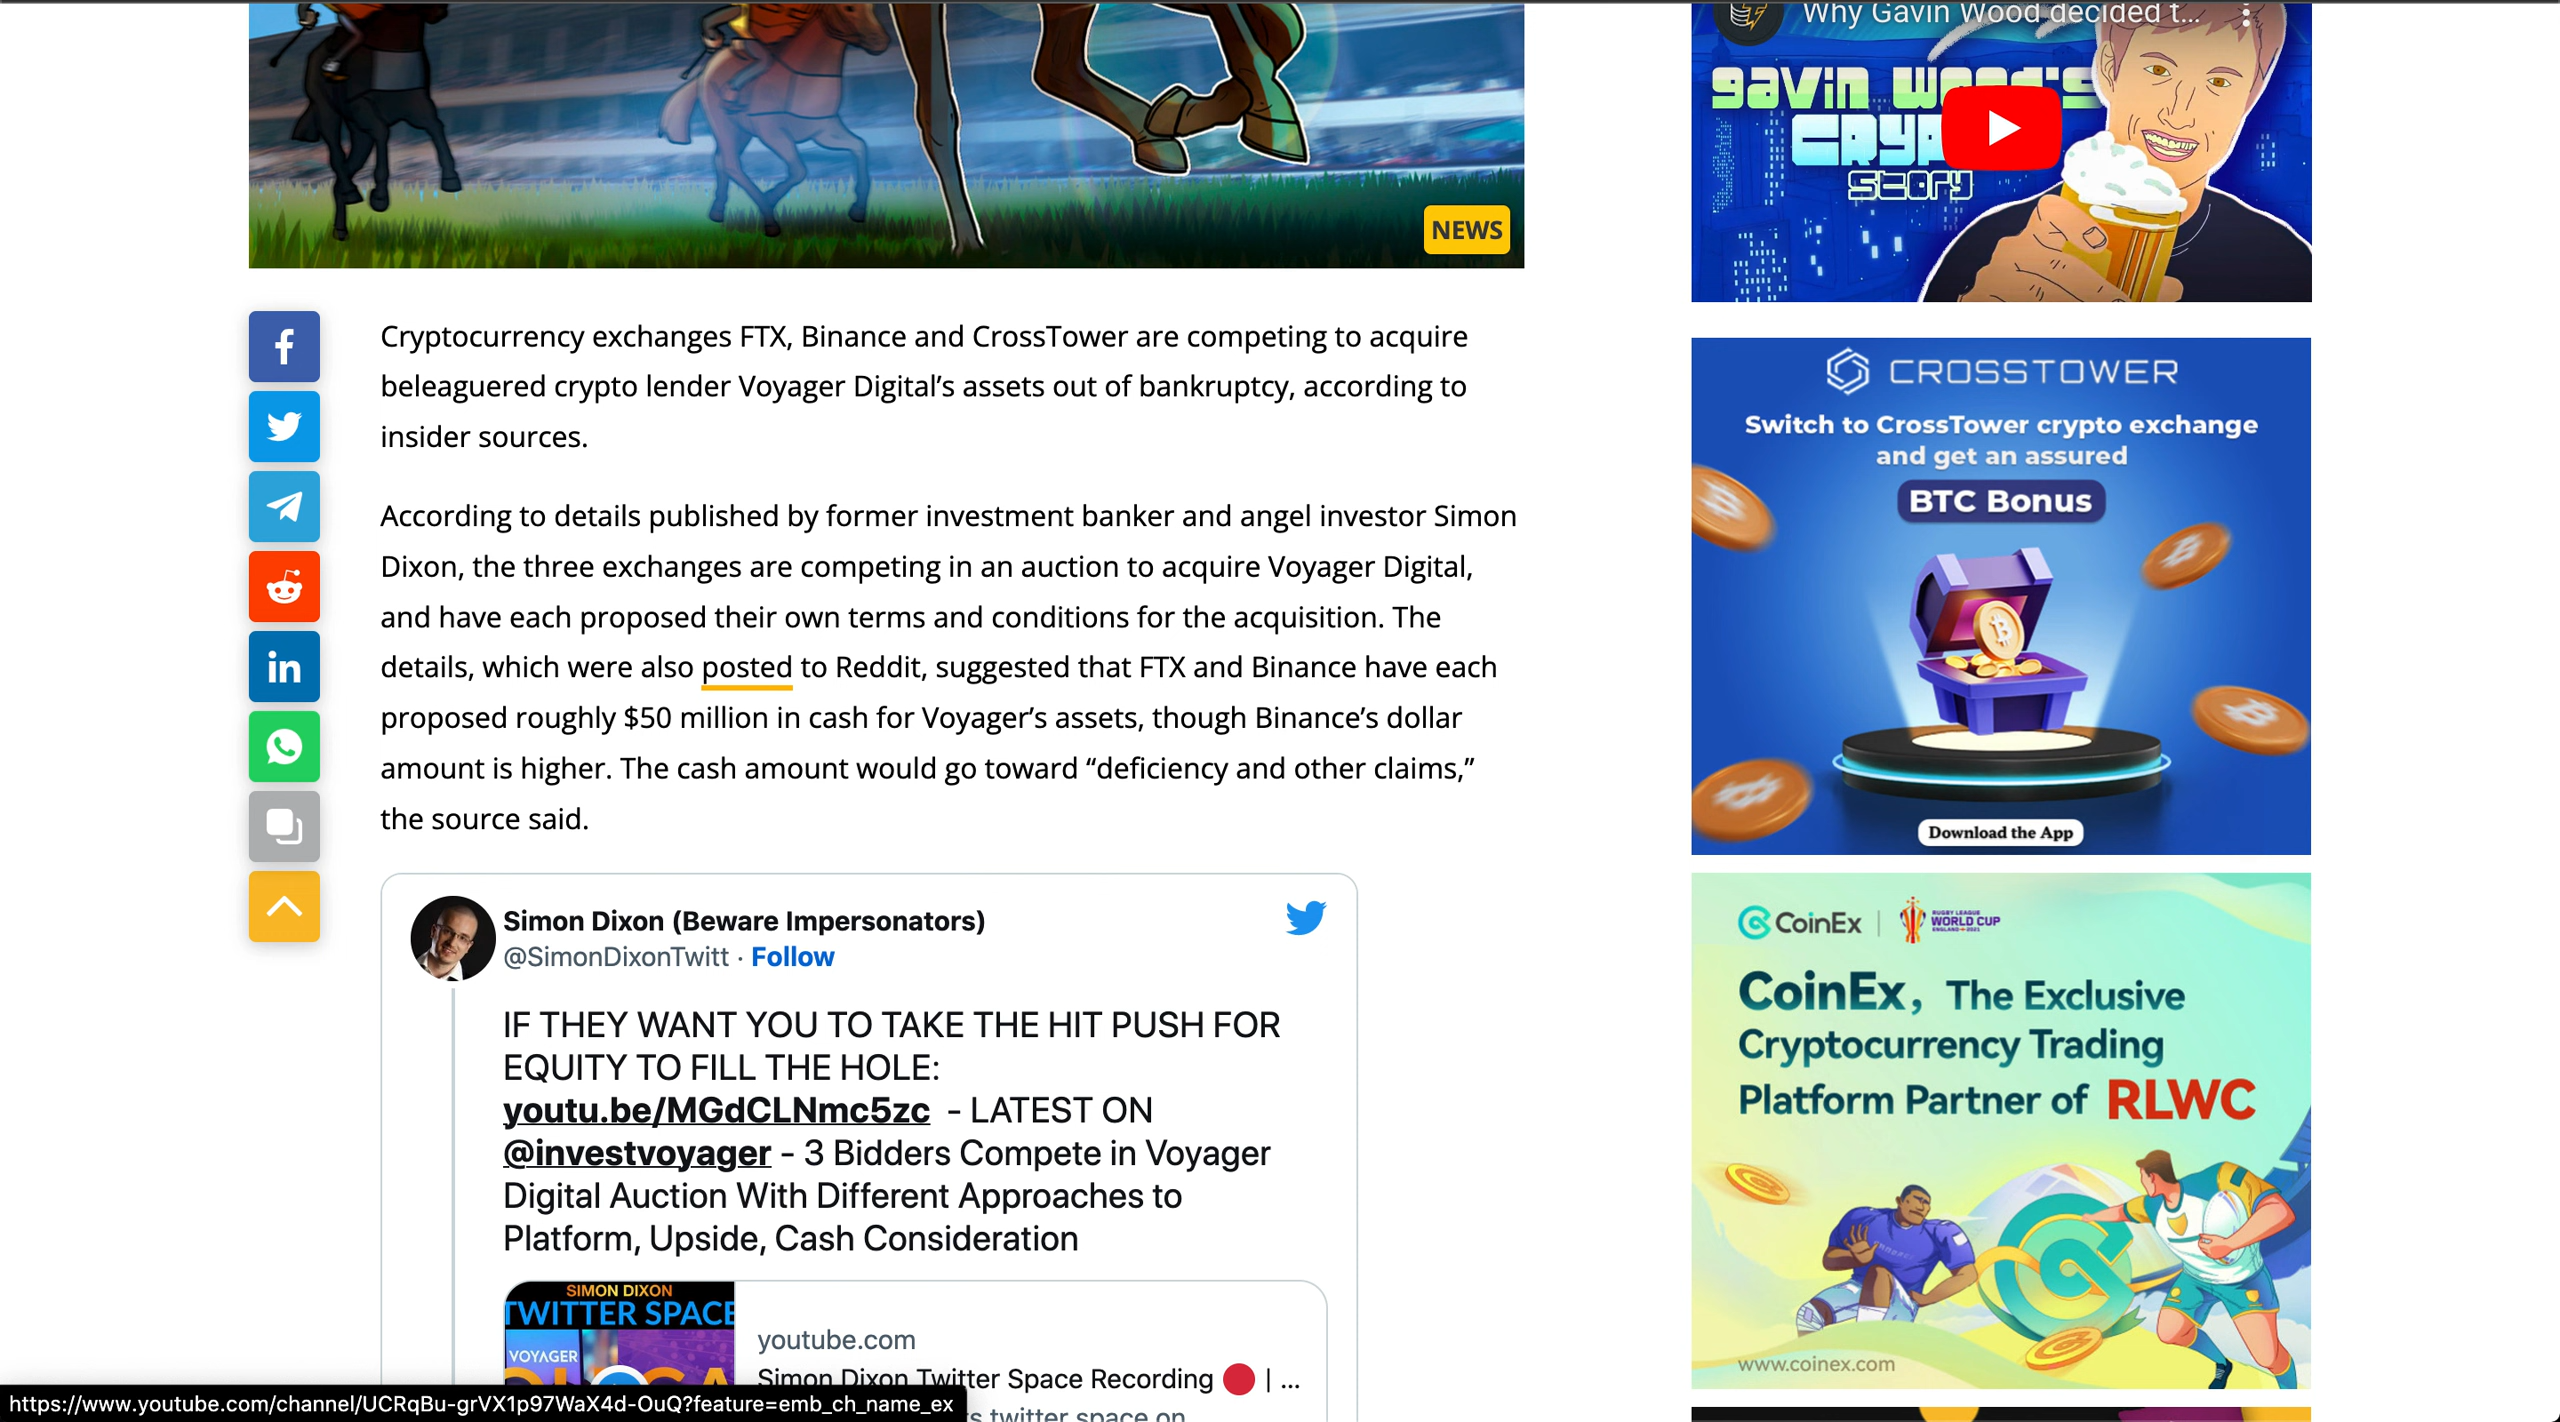 NEWS
Cryptocurrency exchanges FTX, Binance and CrossTower are competing to acquire
beleaguered crypto lender Voyager Digital’s assets out of bankruptcy, according to
insider sources.
According to details published by former investment banker and angel investor Simon
Dixon, the three exchanges are competing in an auction to acquire Voyager Digital,
and have each proposed their own terms and conditions for the acquisition. The
details, which were also posted to Reddit, suggested that FTX and Binance have each
proposed roughly $50 million in cash for Voyager’s assets, though Binance’s dollar
amount is higher. The cash amount would go toward “deficiency and other claims,”
the source said.
Simon Dixon (Beware Impersonators)
@SimonDixonTwitt · Follow
IF THEY WANT YOU TO TAKE THE HIT PUSH FOR
EQUITY TO FILL THE HOLE:
youtu.be/MGdCLNmc5zc - LATEST ON
@investvoyager - 3 Bidders Compete in Voyager
Digital Auction With Different Approaches to
Platform, Upside, Cash Consideration
SIMON DIXON
TWITTER SPACE
VOYAGER
youtube.com
Simon Dixon Twitter Space Recording 🔴 | ...
twitter space on
https://www.youtube.com/channel/UCRqBu-grVX1p97WaX4d-OuQ?feature=emb_ch_name_ex
Why Gavin Wood decided t...
gavin wood's
story
CROSSTOWER
Switch to CrossTower crypto exchange
and get an assured
BTC Bonus
Download the App
CoinEx | RUGBY LEAGUE
WORLD CUP
ENGLAND 2021
CoinEx, The Exclusive
Cryptocurrency Trading
Platform Partner of RLWC
www.coinex.com